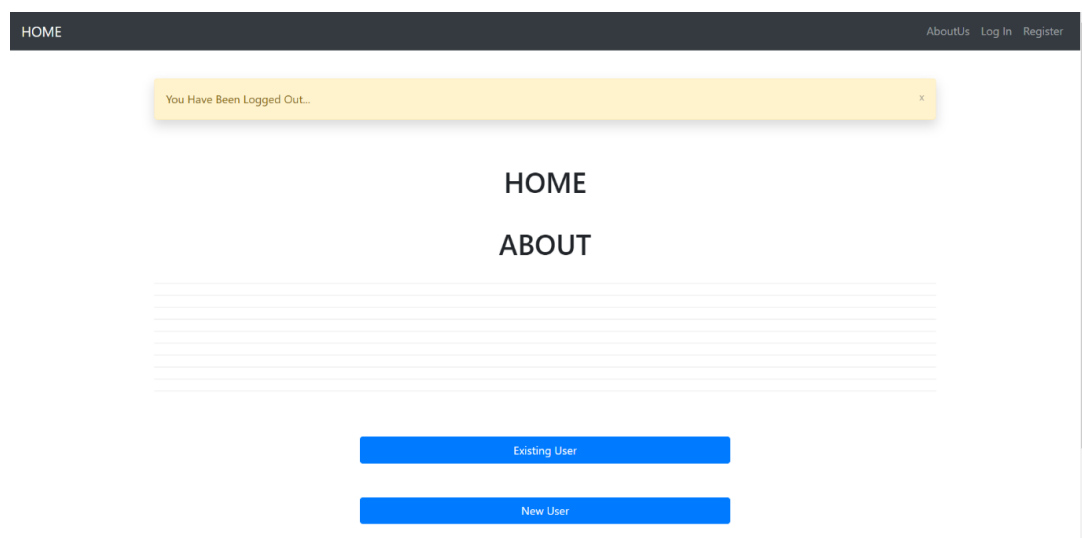 HOME AboutUs Log In Register
You Have Been Logged Out... x
HOME
ABOUT
Existing User
New User